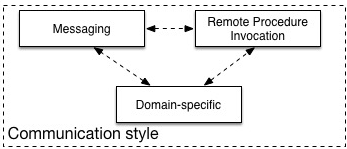 Messaging
Remote Procedure
Invocation
Domain-specific
Communication style